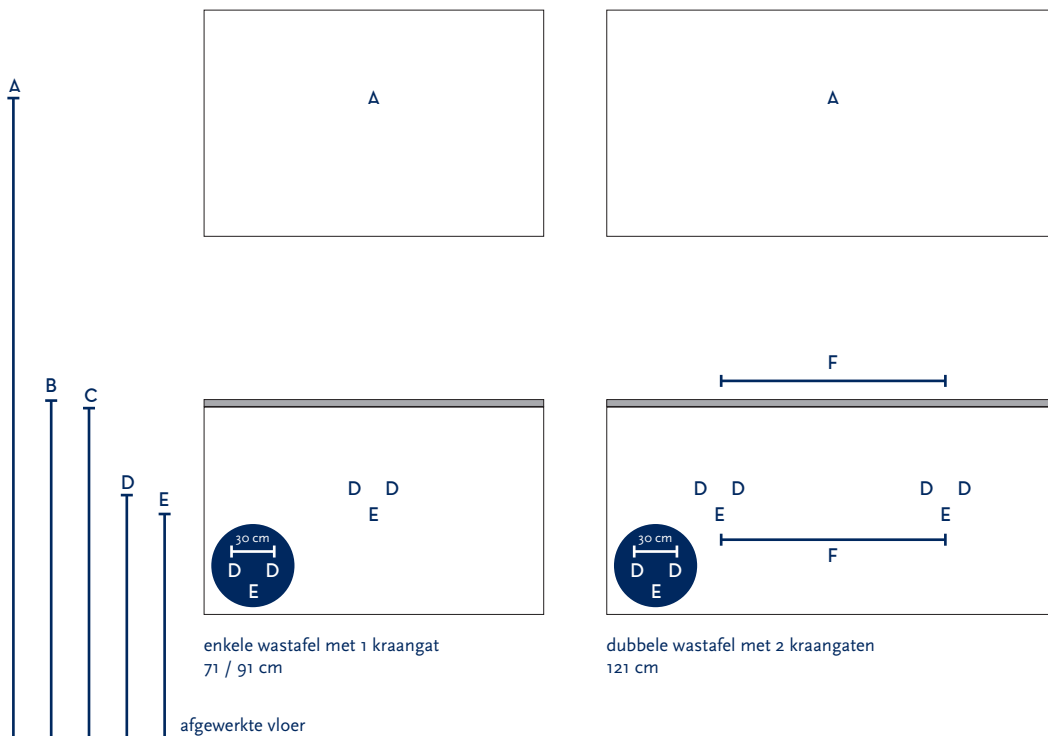 A
A
A
B
C
F
D
E
D D
E
D D
D D
E
E
30 cm
D D
E
30 cm
D D
E
F
enkele wastafel met 1 kraangat
71 / 91 cm
dubbele wastafel met 2 kraangaten
121 cm
afgewerkte vloer